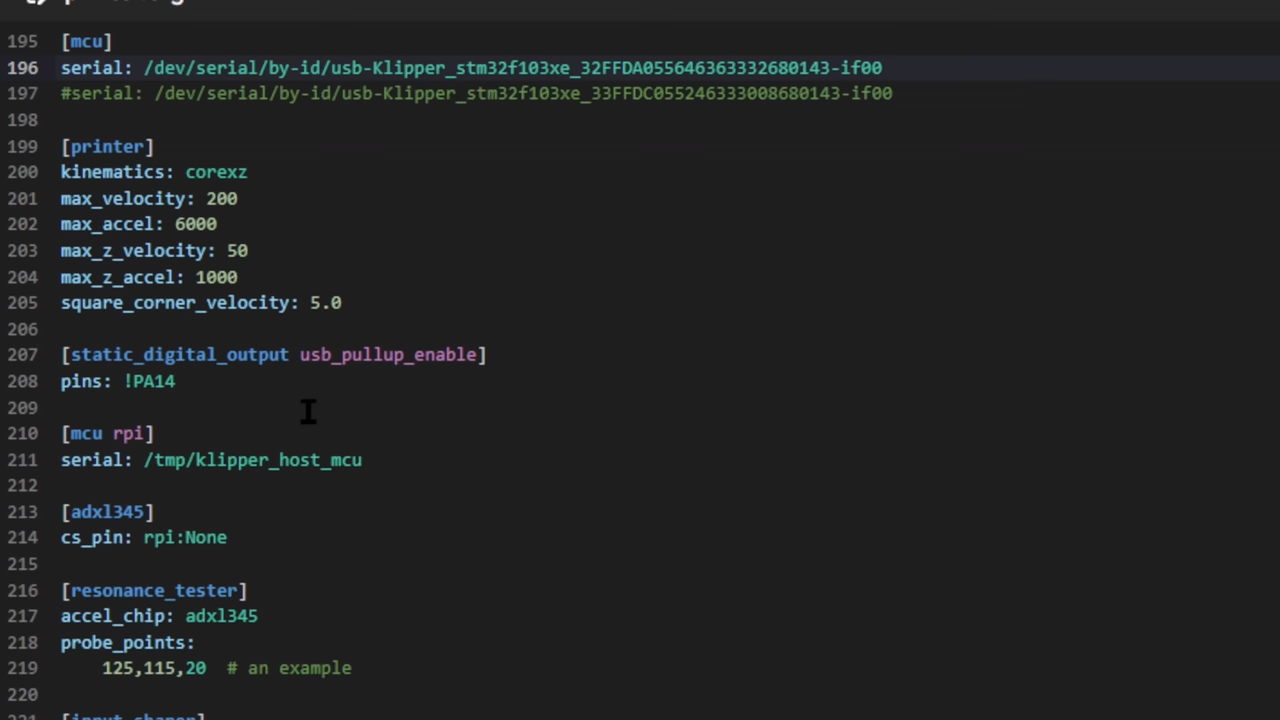 195 [mcu]
196 serial: /dev/serial/by-id/usb-Klipper_stm32f103xe_32FFDA055646363332680143-if00
197 #serial: /dev/serial/by-id/usb-Klipper_stm32f103xe_33FFDC055246333008680143-if00
198
199 [printer]
200 kinematics: corexz
201 max_velocity: 200
202 max_accel: 6000
203 max_z_velocity: 50
204 max_z_accel: 1000
205 square_corner_velocity: 5.0
206
207 [static_digital_output usb_pullup_enable]
208 pins: !PA14
209
210 [mcu rpi]
211 serial: /tmp/klipper_host_mcu
212
213 [adxl345]
214 cs_pin: rpi:None
215
216 [resonance_tester]
217 accel_chip: adxl345
218 probe_points:
219 125,115,20 # an example
220
221 [input_shaper]